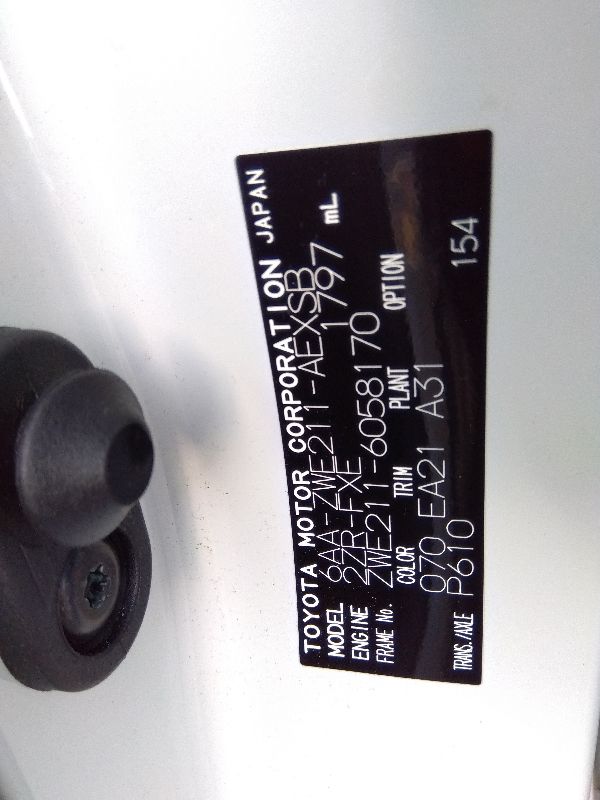 TOYOTA MOTOR CORPORATION JAPAN
MODEL 6AA-ZWE211-AEXSB
ENGINE 2ZR-FXE 1797 mL
FRAME No. ZWE211-6058170
COLOR TRIM PLANT OPTION
070 EA21 A31
TRANS./AXLE P610 154